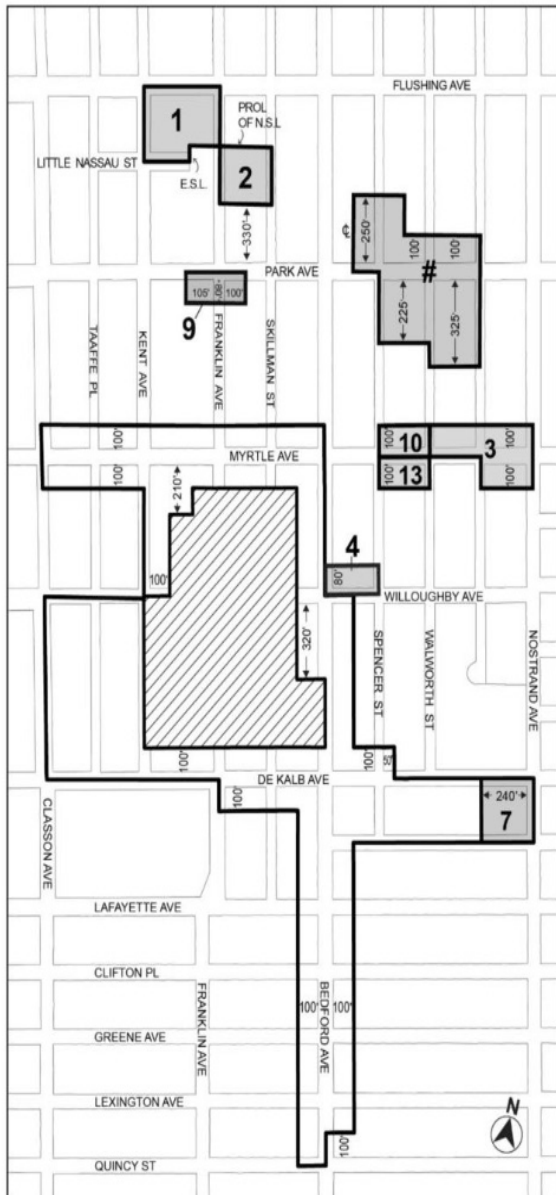 FLUSHING AVE
1
PROL
OF N.S.L
LITTLE NASSAU ST
E.S.L.
2
330'
250'
100'
100'
#
PARK AVE
225'
325'
105'
80'
100'
9
TAAFFE PL
KENT AVE
FRANKLIN AVE
SKILLMAN ST
100'
100'
10
3
100'
MYRTLE AVE
100'
100'
13
100'
210'
4
100'
80'
WILLOUGHBY AVE
320'
SPENCER ST
WALWORTH ST
NOSTRAND AVE
100'
100'
DE KALB AVE
100'
240'
7
CLASSON AVE
LAFAYETTE AVE
CLIFTON PL
FRANKLIN AVE
100'
BEDFORD AVE
100'
GREENE AVE
LEXINGTON AVE
N
100'
QUINCY ST